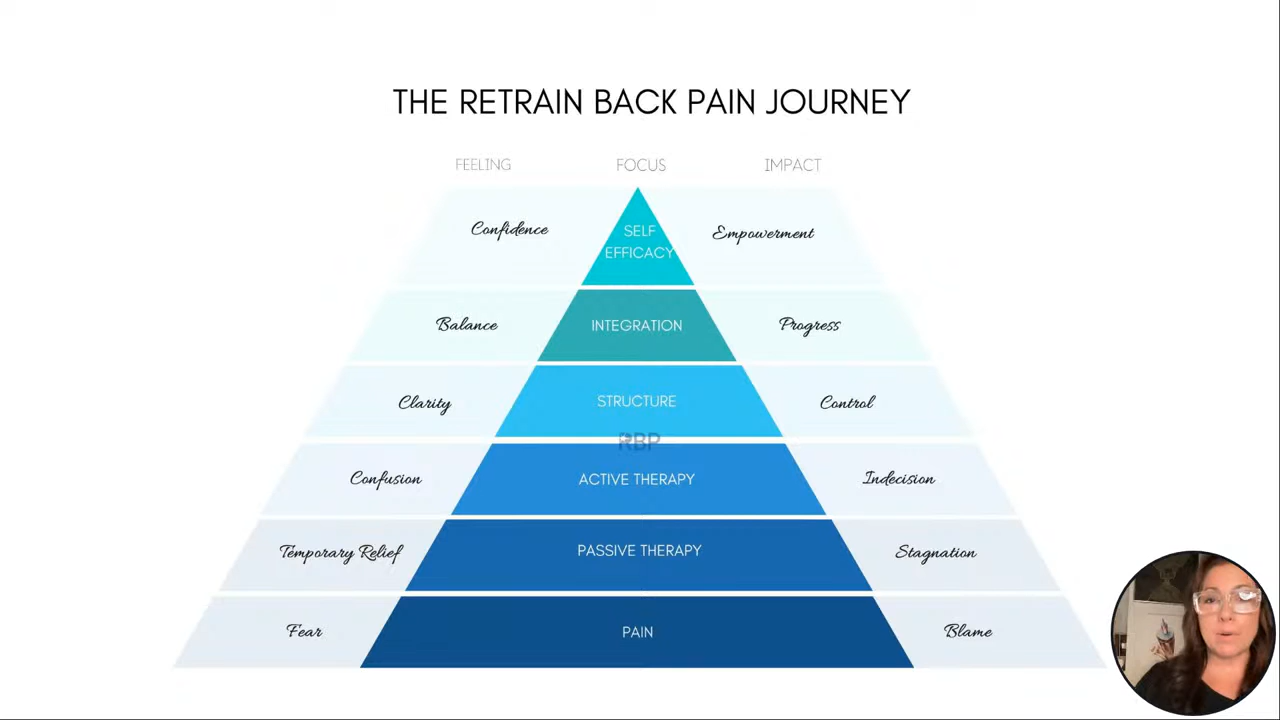 THE RETRAIN BACK PAIN JOURNEY
FEELING FOCUS IMPACT
Confidence SELF EFFICACY Empowerment
Balance INTEGRATION Progress
Clarity STRUCTURE Control
RBP
Confusion ACTIVE THERAPY Indecision
Temporary Relief PASSIVE THERAPY Stagnation
Fear PAIN Blame